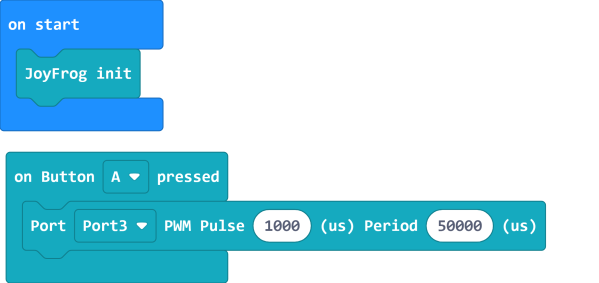 on start
JoyFrog init
on Button A pressed
Port Port3 PWM Pulse 1000 (us) Period 50000 (us)